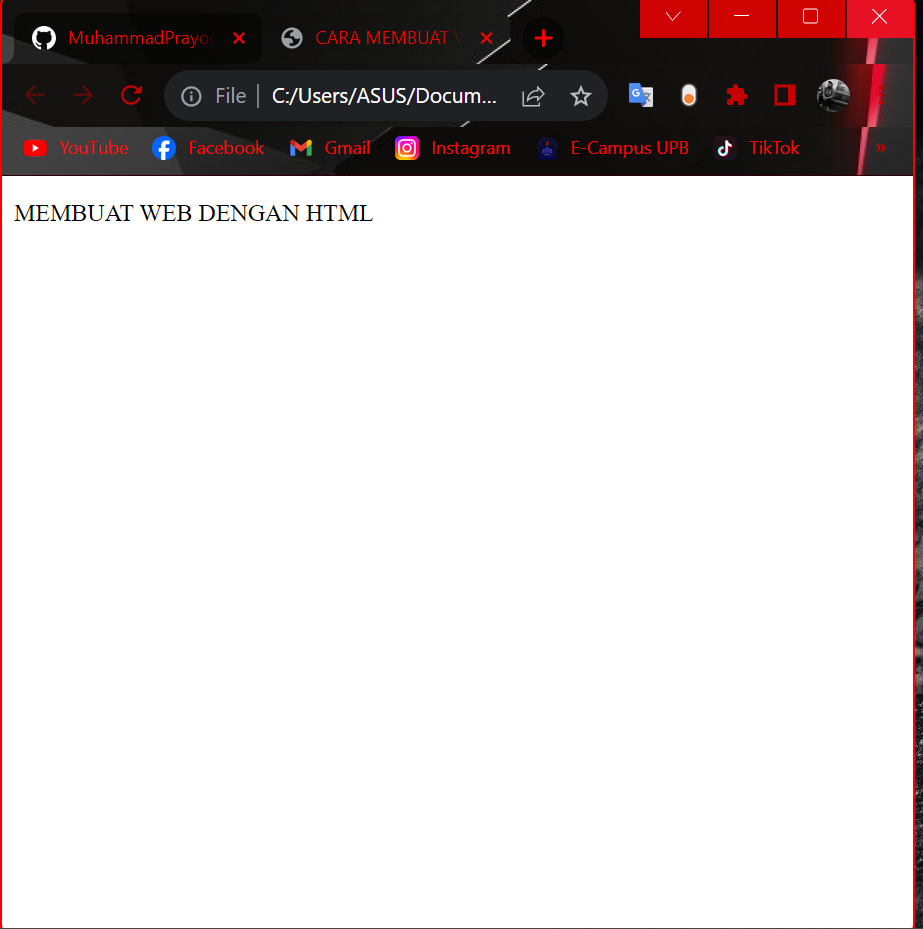 MuhammadPrayo
CARA MEMBUAT
File
C:/Users/ASUS/Docum...
YouTube
Facebook
Gmail
Instagram
E-Campus UPB
TikTok
»
MEMBUAT WEB DENGAN HTML